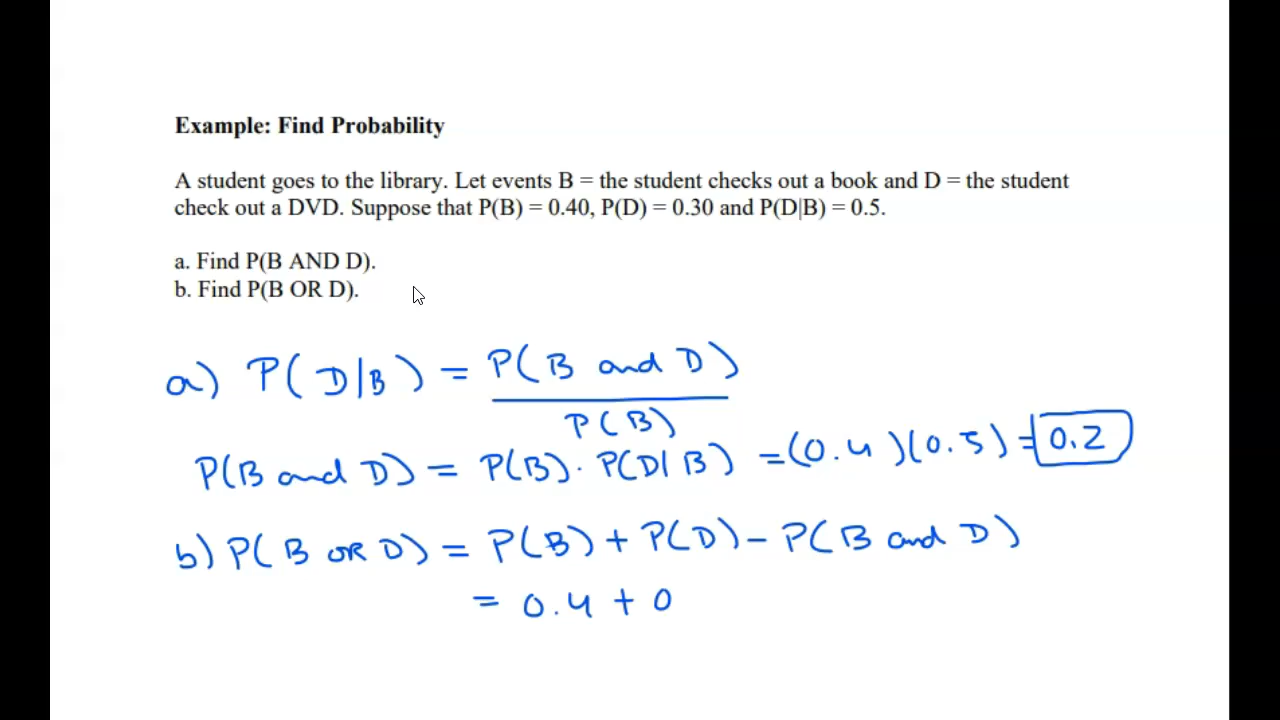 Example: Find Probability
A student goes to the library. Let events B = the student checks out a book and D = the student
check out a DVD. Suppose that P(B) = 0.40, P(D) = 0.30 and P(D|B) = 0.5.
a. Find P(B AND D).
b. Find P(B OR D).
a) P(D|B) = P(B and D)
P(B)
P(B and D) = P(B) · P(D|B) = (0.4)(0.5) = 0.2
b) P(B OR D) = P(B) + P(D) - P(B and D)
= 0.4 + 0